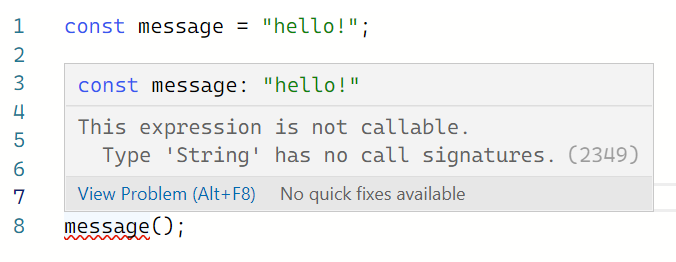 1 const message = "hello!";
2
3 const message: "hello!"
4 This expression is not callable.
5 Type 'String' has no call signatures. (2349)
6
7 View Problem (Alt+F8) No quick fixes available
8 message();